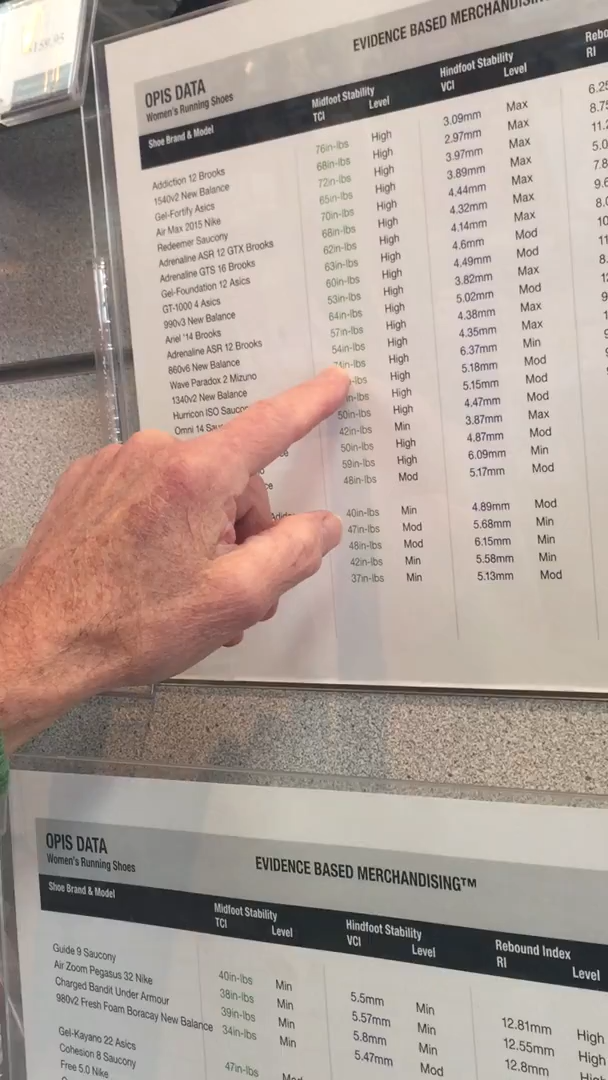 $159.95
EVIDENCE BASED
OPIS DATA
Women's Running Shoes
Midfoot Stability Hindfoot Stability
Shoe Brand & Model TCI Level VCI Level RI
Addiction 12 Brooks 76in-lbs High 3.09mm Max
1540v2 New Balance 68in-lbs High 2.97mm Max
Gel-Fortify Asics 72in-lbs High 3.97mm Max
Air Max 2015 Nike 65in-lbs High 3.89mm Max
Redeemer Saucony 70in-lbs High 4.44mm Max
Adrenaline ASR 12 GTX Brooks 68in-lbs High 4.32mm Max
Adrenaline GTS 16 Brooks 62in-lbs High 4.14mm Max
Gel-Foundation 12 Asics 63in-lbs High 4.6mm Mod
GT-1000 4 Asics 60in-lbs High 4.49mm Mod
990v3 New Balance 53in-lbs High 3.82mm Max
Ariel '14 Brooks 64in-lbs High 5.02mm Mod
Adrenaline ASR 12 Brooks 57in-lbs High 4.38mm Max
860v6 New Balance 54in-lbs High 4.35mm Max
Wave Paradox 2 Mizuno High 6.37mm Min
1340v2 New Balance High 5.18mm Mod
Hurricon ISO High 5.15mm Mod
Omni 14 50in-lbs High 4.47mm Mod
42in-lbs Min 3.87mm Max
50in-lbs High 4.87mm Mod
59in-lbs High 6.09mm Min
48in-lbs Mod 5.17mm Mod
40in-lbs Min 4.89mm Mod
47in-lbs Mod 5.68mm Min
48in-lbs Mod 6.15mm Min
42in-lbs Min 5.58mm Min
37in-lbs Min 5.13mm Mod
OPIS DATA
Women's Running Shoes
EVIDENCE BASED MERCHANDISING™
Midfoot Stability Hindfoot Stability Rebound Index
Shoe Brand & Model TCI Level VCI Level RI Level
Guide 9 Saucony 40in-lbs Min 5.5mm Min 12.81mm High
Air Zoom Pegasus 32 Nike 38in-lbs Min 5.57mm Min 12.55mm High
Charged Bandit Under Armour 39in-lbs Min 5.8mm Min 12.8mm
980v2 Fresh Foam Boracay New Balance 34in-lbs Min 5.47mm Mod
Gel-Kayano 22 Asics 47in-lbs
Cohesion 8 Saucony
Free 5.0 Nike